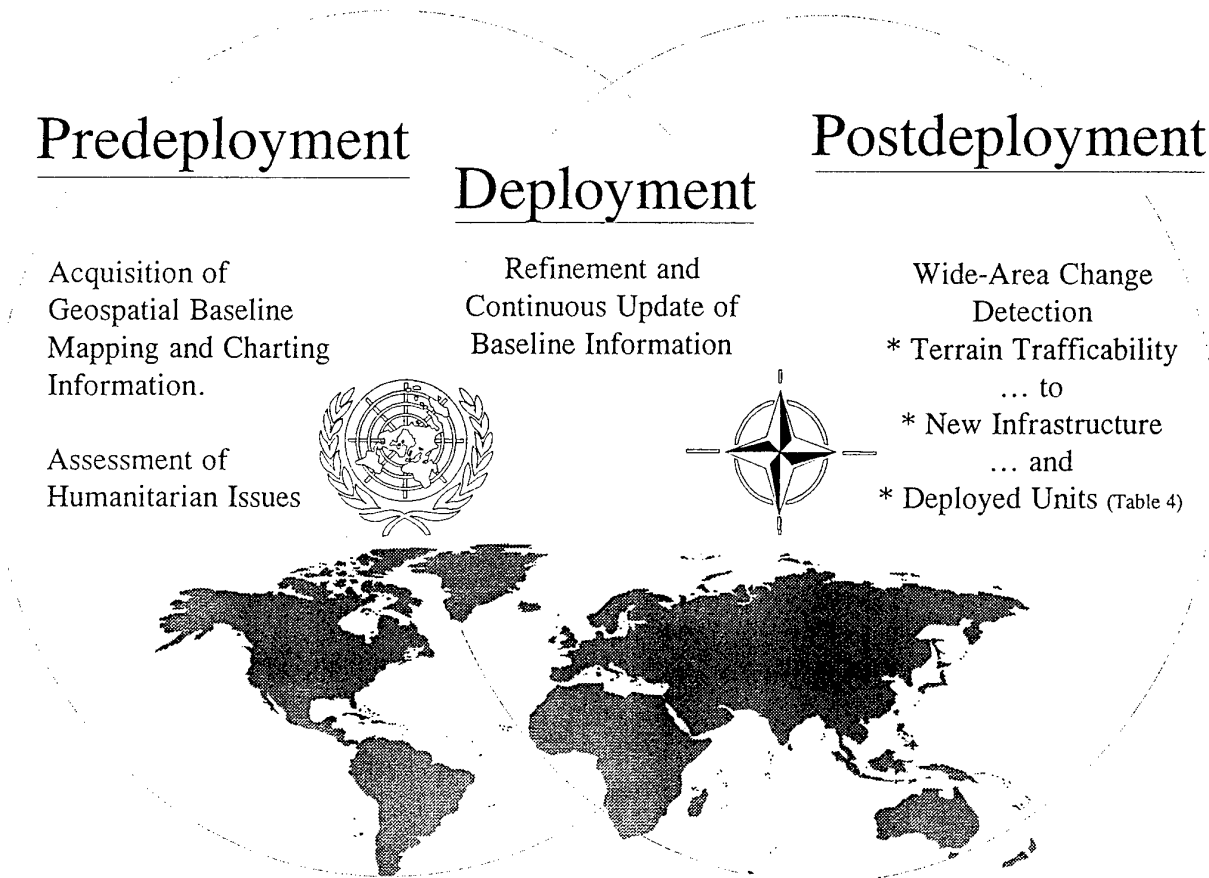 Predeployment
Acquisition of
Geospatial Baseline
Mapping and Charting
Information.
Assessment of
Humanitarian Issues
Deployment
Refinement and
Continuous Update of
Baseline Information
Postdeployment
Wide-Area Change
Detection
* Terrain Trafficability
... to
* New Infrastructure
... and
* Deployed Units (Table 4)